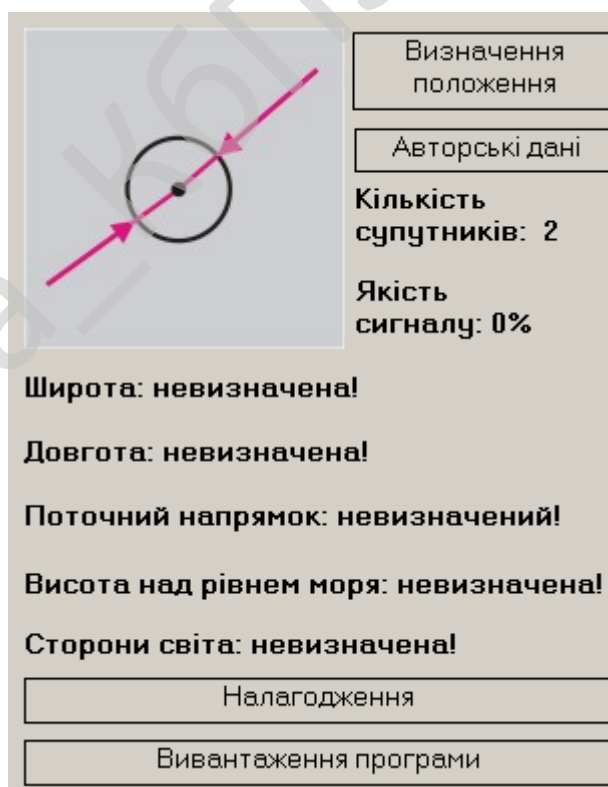 Визначення
положення
Авторські дані
Кількість
супутників: 2
Якість
сигналу: 0%
Широта: невизначена!
Довгота: невизначена!
Поточний напрямок: невизначений!
Висота над рівнем моря: невизначена!
Сторони світа: невизначена!
Налагодження
Вивантаження програми